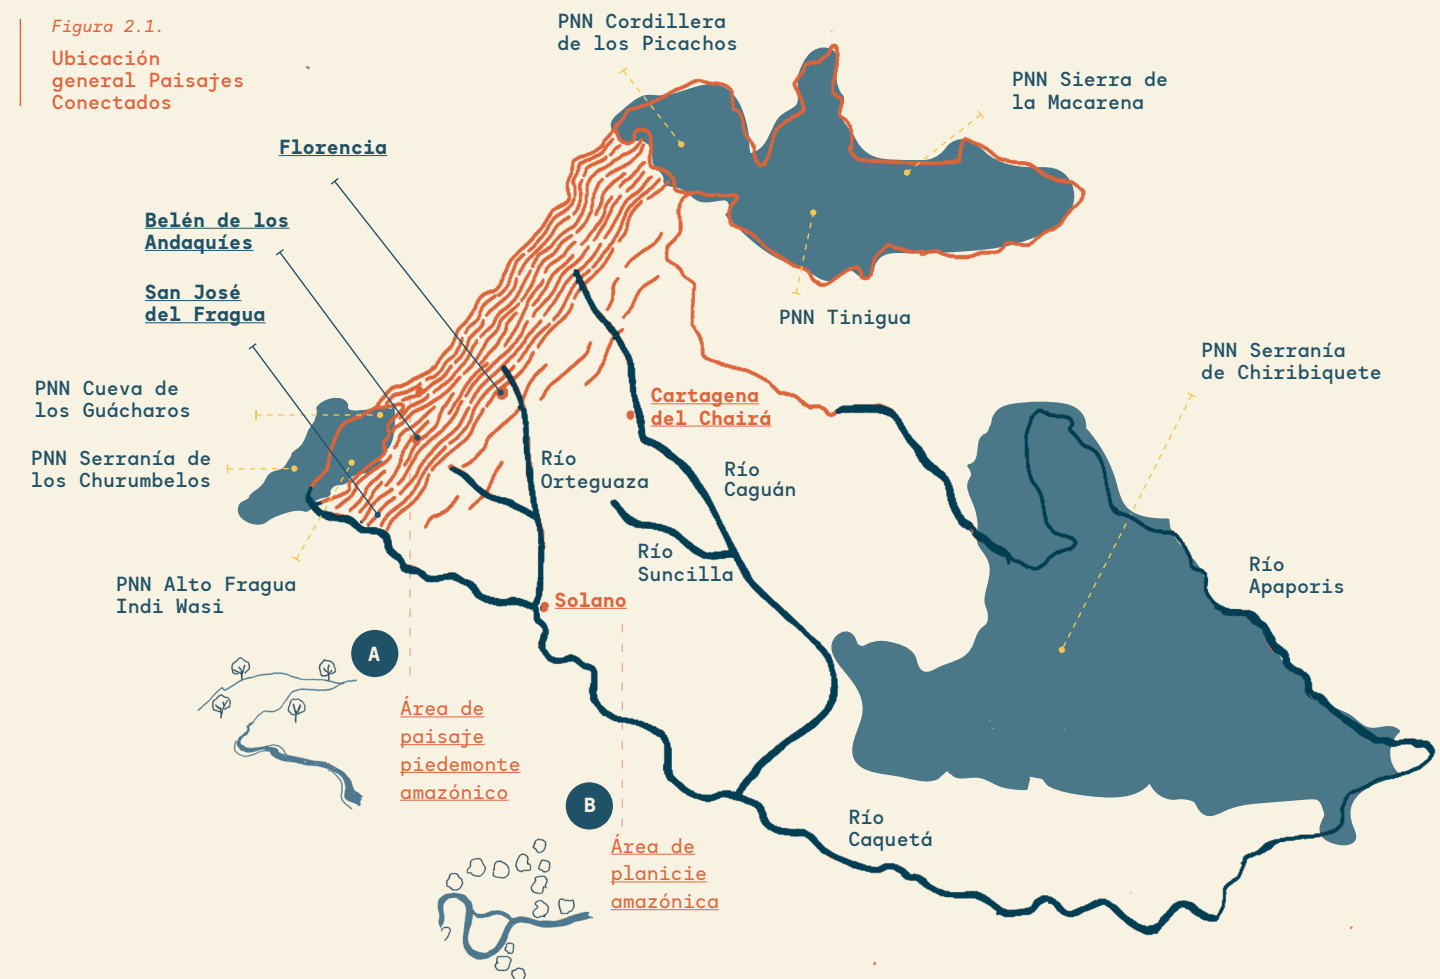 Figura 2.1.
Ubicación
general Paisajes
Conectados
PNN Cordillera
de los Picachos
PNN Sierra de
la Macarena
Florencia
Belén de los
Andaquíes
San José
del Fragua
PNN Tinigua
PNN Serranía
de Chiribiquete
PNN Cueva de
los Guácharos
Cartagena
del Chairá
PNN Serranía de
los Churumbelos
Río
Orteguaza
Río
Caguán
Río
Suncilla
Río
Apaporis
PNN Alto Fragua
Indi Wasi
Solano
A
Área de
paisaje
piedemonte
amazónico
B
Río
Caquetá
Área de
planicie
amazónica